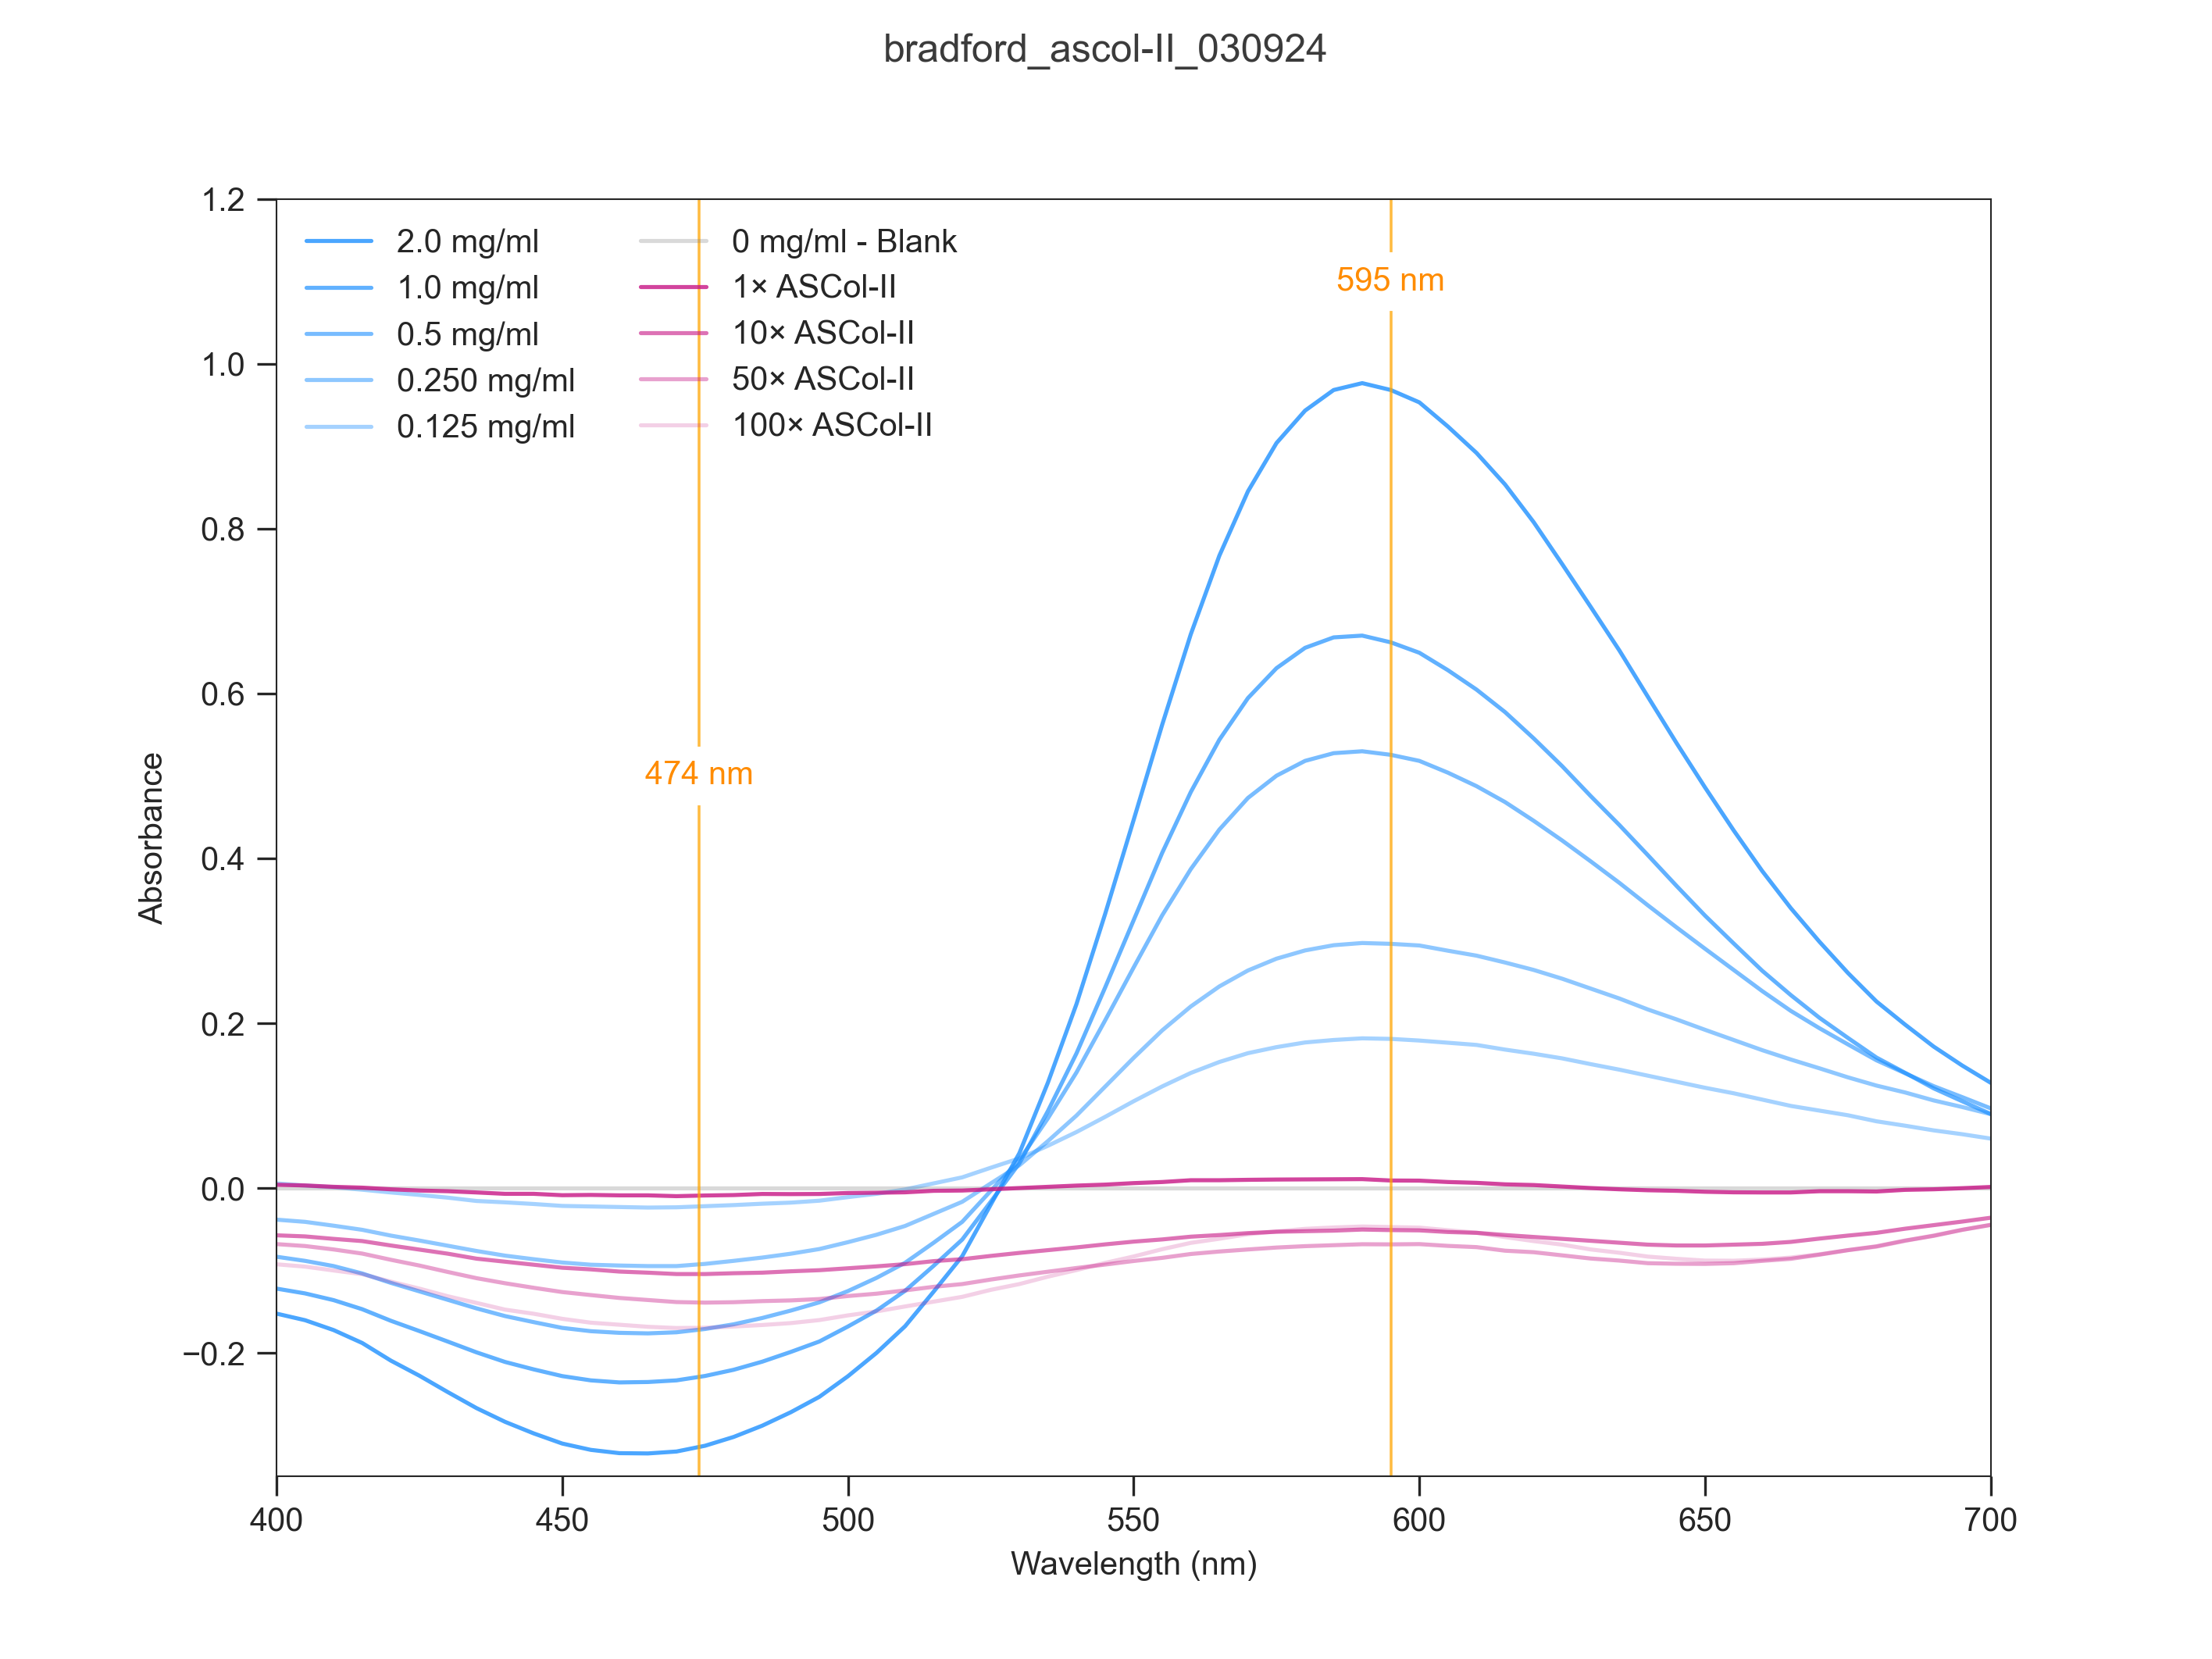 bradford_ascol-II_030924
1.2
1.0
0.8
0.6
0.4
0.2
0.0
−0.2
Absorbance
2.0 mg/ml
1.0 mg/ml
0.5 mg/ml
0.250 mg/ml
0.125 mg/ml
0 mg/ml - Blank
1× ASCol-II
10× ASCol-II
50× ASCol-II
100× ASCol-II
595 nm
474 nm
400 450 500 550 600 650 700
Wavelength (nm)